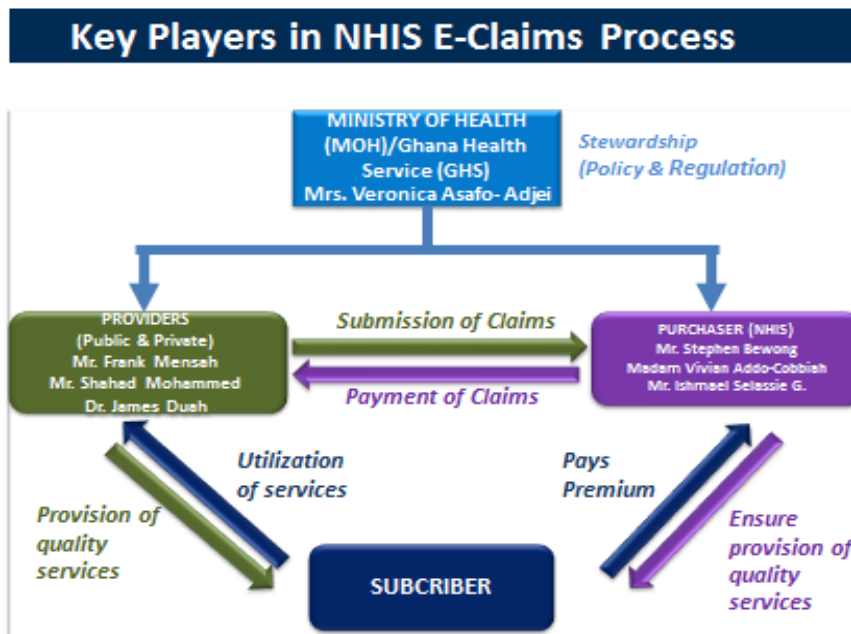 Key Players in NHIS E-Claims Process
MINISTRY OF HEALTH
(MOH)/Ghana Health
Service (GHS)
Mrs. Veronica Asafo- Adjei
Stewardship
(Policy & Regulation)
PROVIDERS
(Public & Private)
Mr. Frank Mensah
Mr. Shahad Mohammed
Dr. James Duah
Submission of Claims
Payment of Claims
PURCHASER (NHIS)
Mr. Stephen Bewong
Madam Vivian Addo-Cobbiah
Mr. Ishmael Selassie G.
Utilization
of services
Pays
Premium
Provision of
quality
services
Ensure
provision of
quality
services
SUBCRIBER